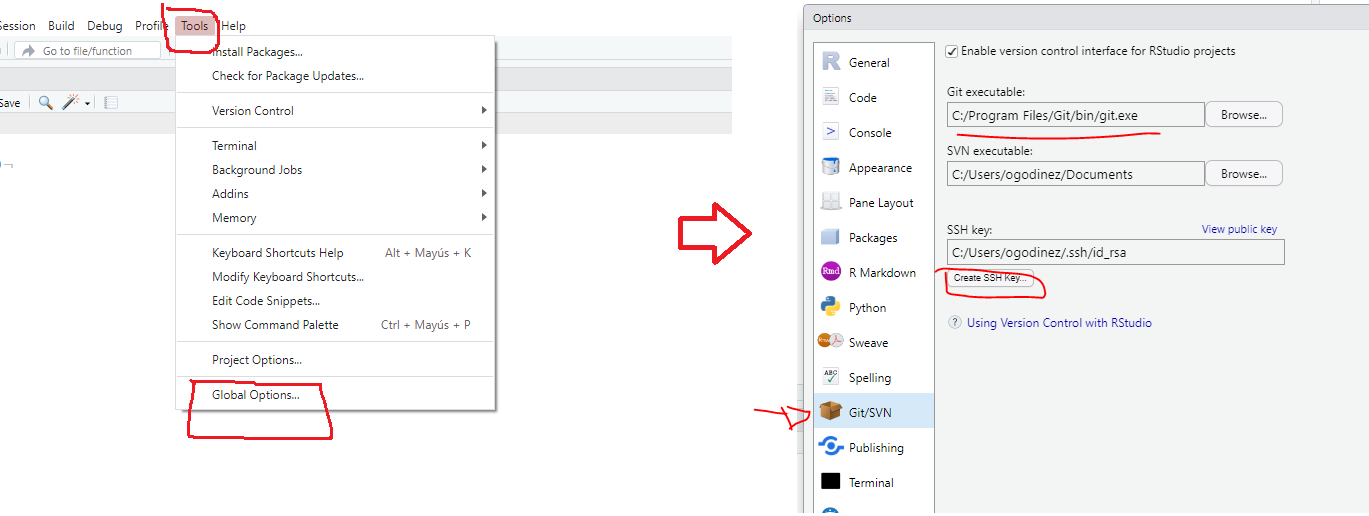 Session Build Debug Profile Tools Help
Go to file/function
Install Packages...
Check for Package Updates...
Save
Version Control
Terminal
Background Jobs
Addins
Memory
Keyboard Shortcuts Help Alt + Mayús + K
Modify Keyboard Shortcuts...
Edit Code Snippets...
Show Command Palette Ctrl + Mayús + P
Project Options...
Global Options...
Options
R General
Code
Console
Appearance
Pane Layout
Packages
Rmd R Markdown
Python
Sweave
ABC Spelling
Git/SVN
Publishing
Terminal
Enable version control interface for RStudio projects
Git executable:
C:/Program Files/Git/bin/git.exe Browse...
SVN executable:
C:/Users/ogodinez/Documents Browse...
SSH key: View public key
C:/Users/ogodinez/.ssh/id_rsa
Create SSH Key...
? Using Version Control with RStudio